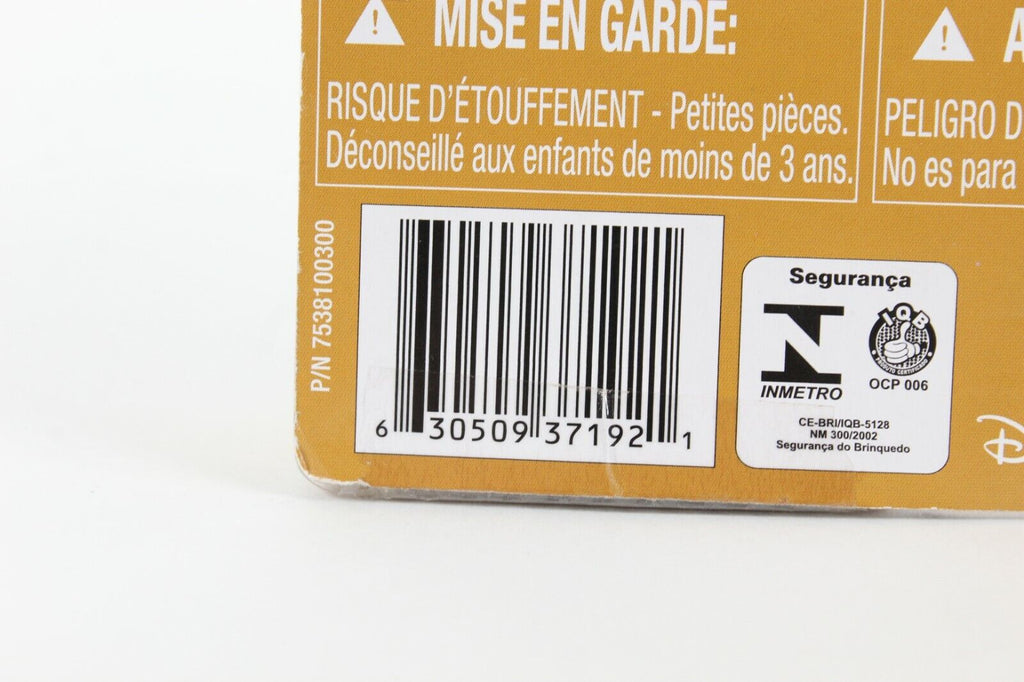 MISE EN GARDE:
RISQUE D'ÉTOUFFEMENT - Petites pièces.
Déconseillé aux enfants de moins de 3 ans.
PELIGRO D
No es para
P/N 7538100300
6 30509 37192 1
Segurança
INMETRO
I.Q.B
PRODUTO CERTIFICADO
OCP 006
CE-BRI/IQB-5128
NM 300/2002
Segurança do Brinquedo